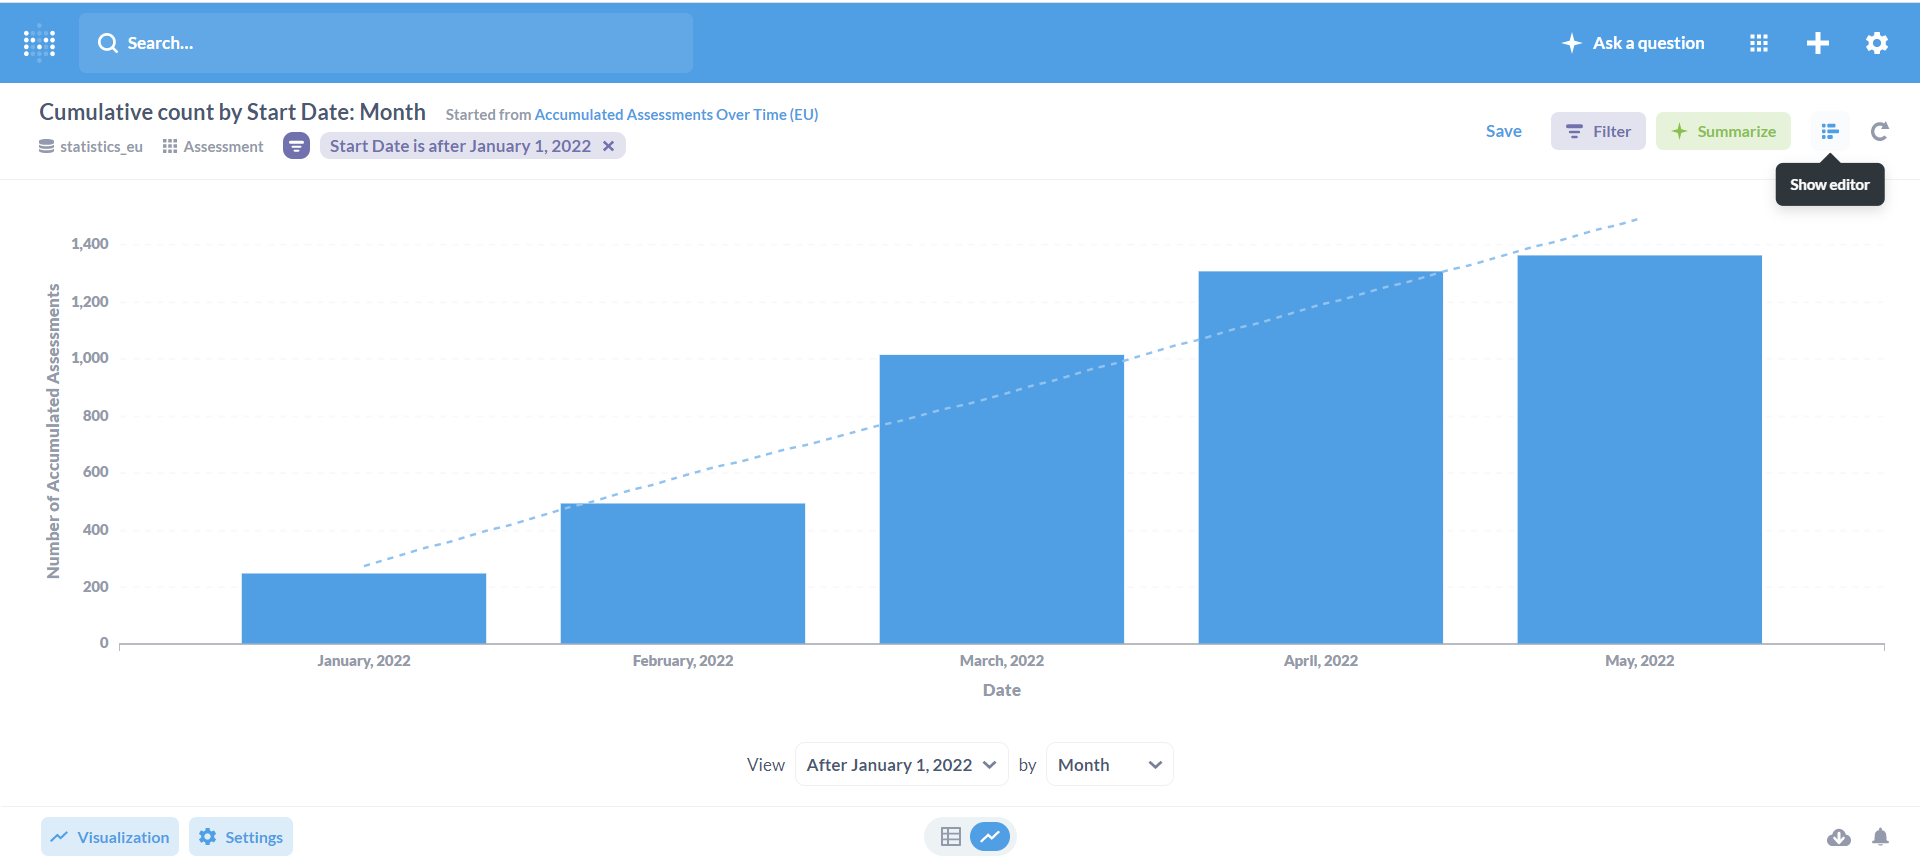 Search...
Ask a question
Cumulative count by Start Date: Month Started from Accumulated Assessments Over Time (EU)
statistics_eu Assessment Start Date is after January 1, 2022
Save Filter Summarize
Show editor
Number of Accumulated Assessments
1,400
1,200
1,000
800
600
400
200
0
January, 2022 February, 2022 March, 2022 April, 2022 May, 2022
Date
View After January 1, 2022 by Month
Visualization Settings